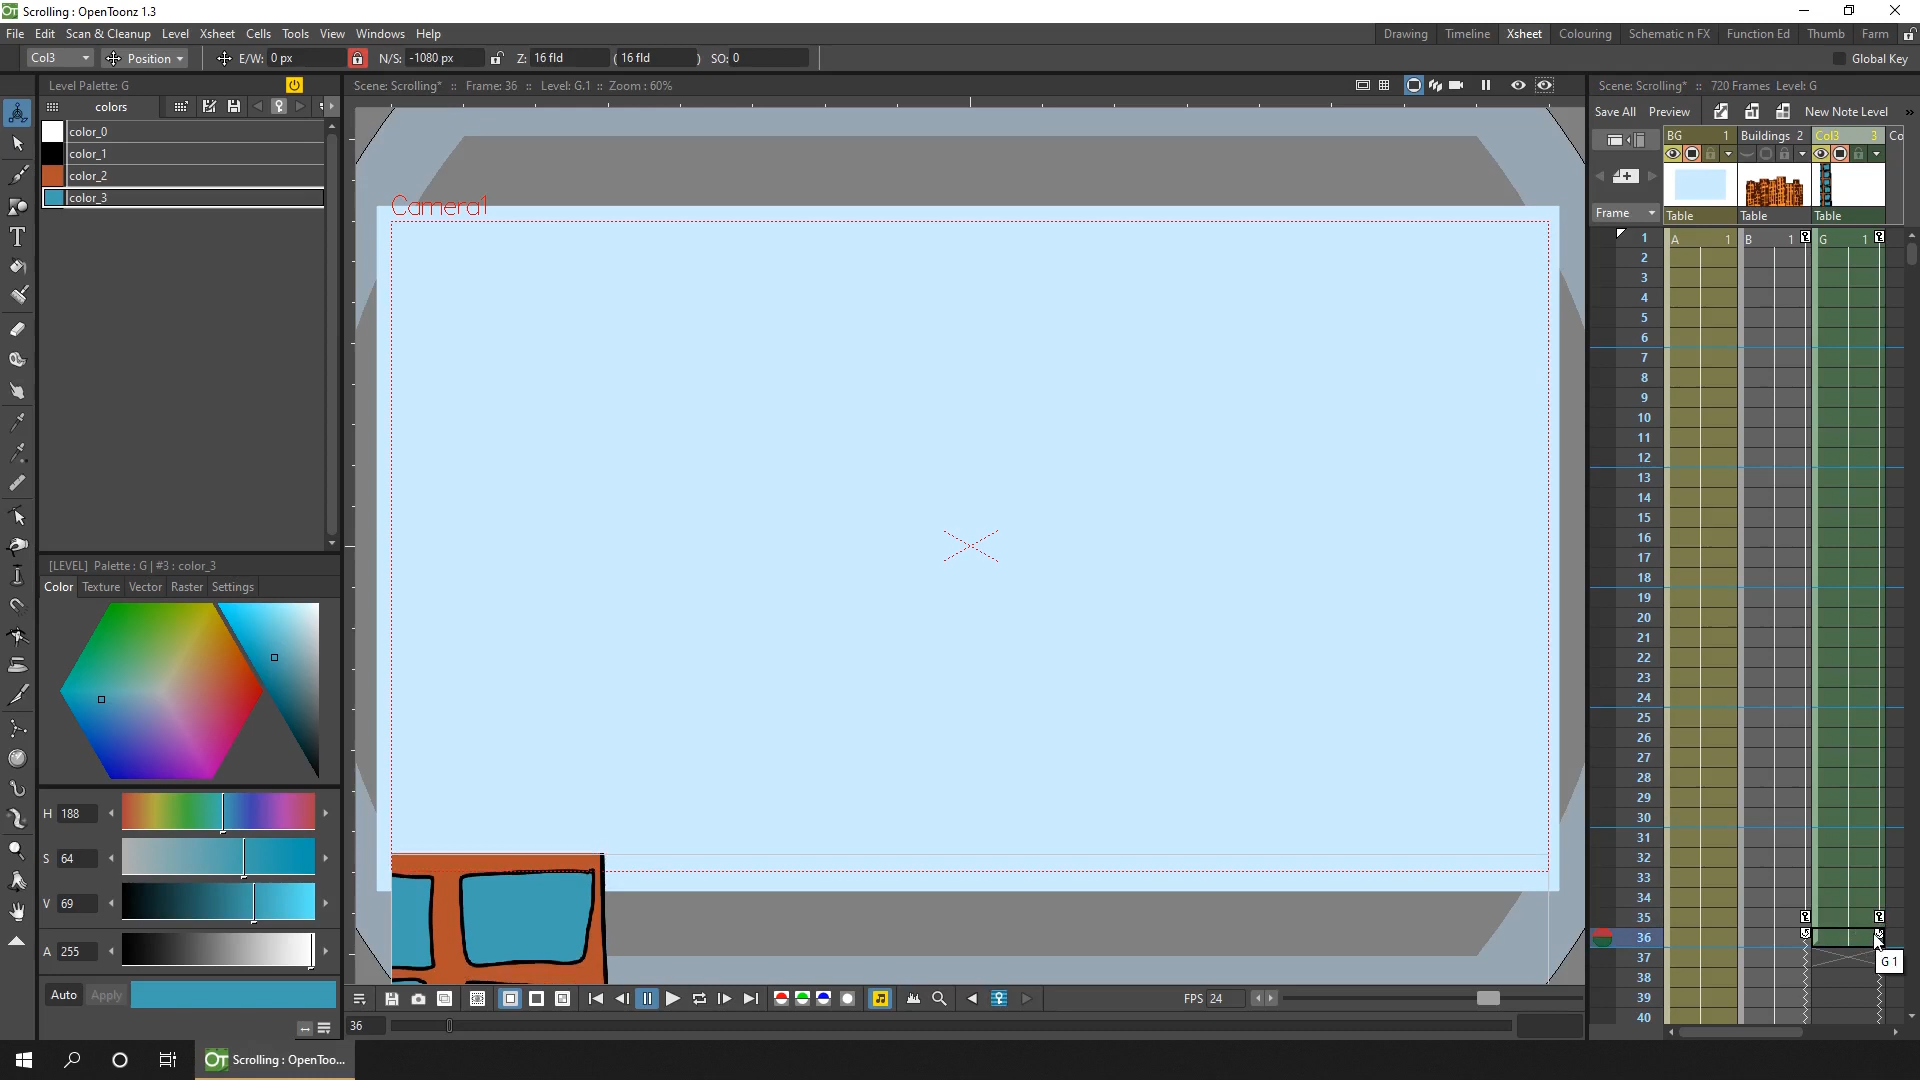 Scrolling : OpenToonz 1.3
File Edit Scan & Cleanup Level Xsheet Cells Tools View Windows Help
Drawing Timeline Xsheet Colouring Schematic n FX Function Ed Thumb Farm
Col3 Position E/W: 0 px N/S: -1080 px Z: 16 fld ( 16 fld ) SO: 0 Global Key
Level Palette: G
Scene: Scrolling* :: Frame: 36 :: Level: G.1 :: Zoom : 60%
Scene: Scrolling* :: 720 Frames Level: G
colors
Save All Preview New Note Level »
color_0
color_1
color_2
color_3
BG 1 Buildings 2 Col3 3 Co
Frame Table Table Table
Camera1
1 A 1 B 1 G 1
2
3
4
5
6
7
8
9
10
11
12
13
14
15
16
17
18
19
20
21
22
23
24
25
26
27
28
29
30
31
32
33
34
35
36
37
38
39
40
G 1
[LEVEL] Palette : G | #3 : color_3
Color Texture Vector Raster Settings
H 188
S 64
V 69
A 255
Auto Apply
FPS 24
36
Scrolling : OpenToo...